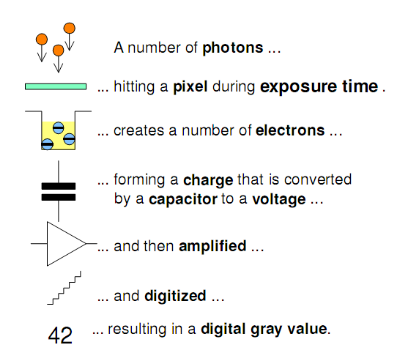 A number of photons ...
... hitting a pixel during exposure time .
... creates a number of electrons ...
... forming a charge that is converted
by a capacitor to a voltage ...
... and then amplified ...
... and digitized ...
42 ... resulting in a digital gray value.